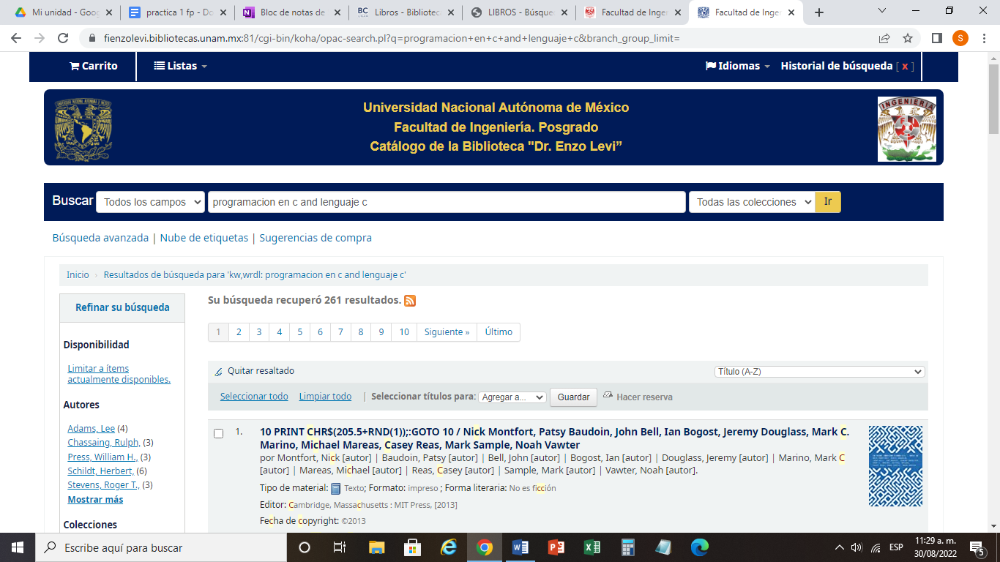 Mi unidad - Goog
practica 1 fp - Do
Bloc de notas de
Libros - Bibliotec
LIBROS - Búsque
Facultad de Inge
Facultad de Inge
fienzolevi.bibliotecas.unam.mx:81/cgi-bin/koha/opac-search.pl?q=programacion+en+c+and+lenguaje+c&branch_group_limit=
S
Carrito
Listas
Idiomas
Historial de búsqueda [ x ]
Universidad Nacional Autónoma de México
Facultad de Ingeniería. Posgrado
Catálogo de la Biblioteca "Dr. Enzo Levi”
INGENIERIA
Buscar Todos los campos programacion en c and lenguaje c Todas las colecciones Ir
Búsqueda avanzada | Nube de etiquetas | Sugerencias de compra
Inicio › Resultados de búsqueda para 'kw,wrdl: programacion en c and lenguaje c'
Refinar su búsqueda
Disponibilidad
Limitar a ítems
actualmente disponibles.
Autores
Adams, Lee (4)
Chassaing, Rulph, (3)
Press, William H., (3)
Schildt, Herbert, (6)
Stevens, Roger T., (3)
Mostrar más
Colecciones
Su búsqueda recuperó 261 resultados.
1 2 3 4 5 6 7 8 9 10 Siguiente » Último
Quitar resaltado
Título (A-Z)
Seleccionar todo Limpiar todo | Seleccionar títulos para: Agregar a... Guardar Hacer reserva
1. 10 PRINT CHR$(205.5+RND(1));:GOTO 10 / Nick Montfort, Patsy Baudoin, John Bell, Ian Bogost, Jeremy Douglass, Mark C.
Marino, Michael Mareas, Casey Reas, Mark Sample, Noah Vawter
por Montfort, Nick [autor] | Baudoin, Patsy [autor] | Bell, John [autor] | Bogost, Ian [autor] | Douglass, Jeremy [autor] | Marino, Mark C
[autor] | Mareas, Michael [autor] | Reas, Casey [autor] | Sample, Mark [autor] | Vawter, Noah [autor].
Tipo de material: Texto; Formato: impreso ; Forma literaria: No es ficción
Editor: Cambridge, Massachusetts : MIT Press, [2013]
Fecha de copyright: ©2013
Escribe aquí para buscar
ESP
11:29 a. m.
30/08/2022
5